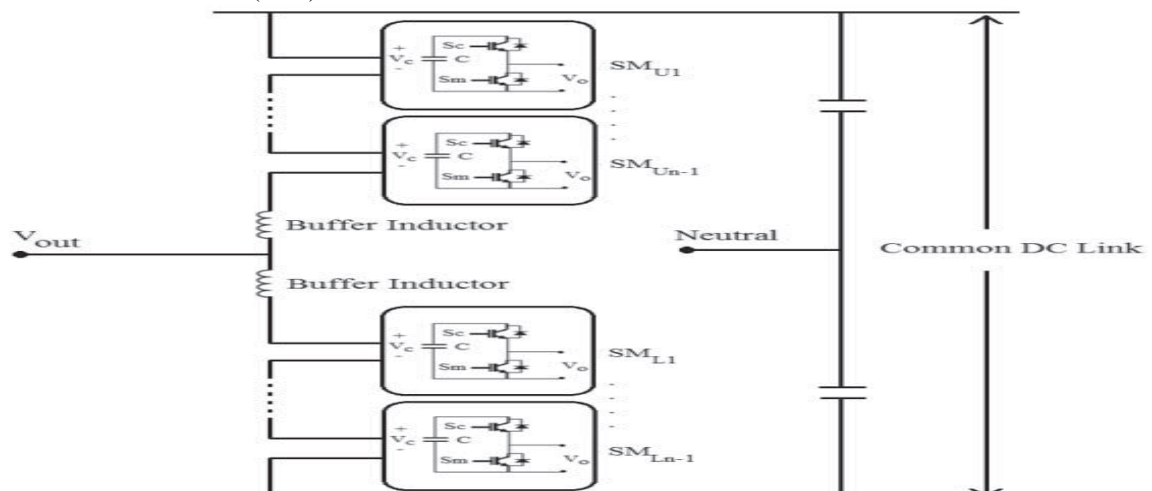 +
Vc
-
Sc
C
Sm
Vo
SMU1
+
Vc
-
Sc
C
Sm
Vo
SMUn-1
Buffer Inductor
Vout
Neutral
Common DC Link
Buffer Inductor
+
Vc
-
Sc
C
Sm
Vo
SML1
+
Vc
-
Sc
C
Sm
Vo
SMLn-1